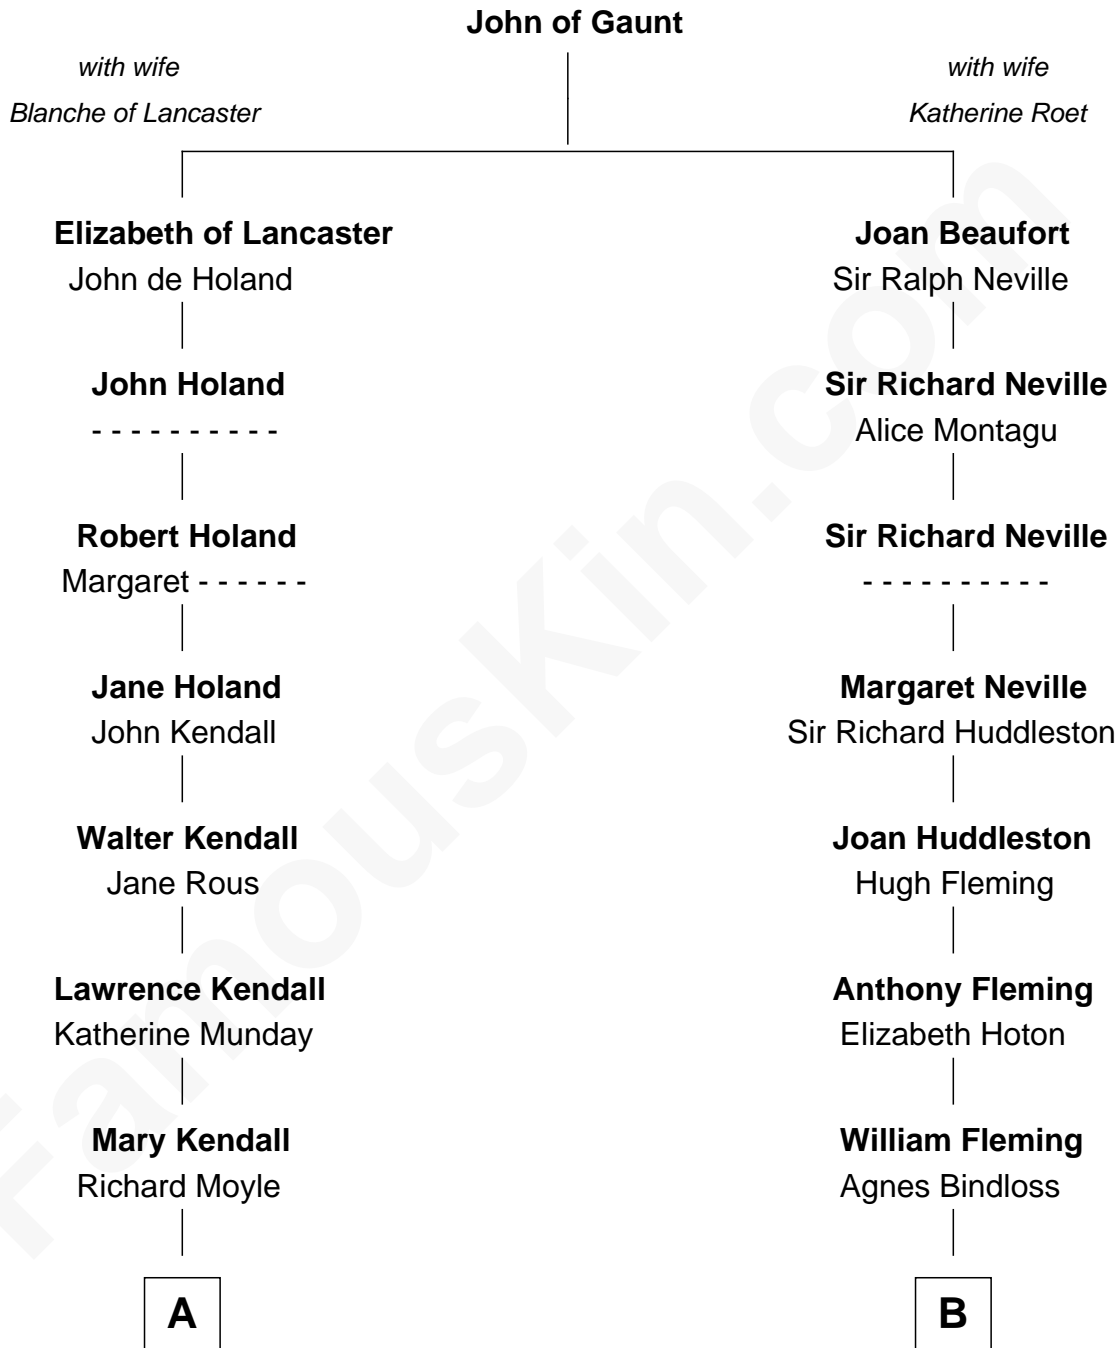 John of Gaunt
with wife
Blanche of Lancaster
with wife
Katherine Roet
Elizabeth of Lancaster
John de Holand
Joan Beaufort
Sir Ralph Neville
John Holand
- - - - - - - - - -
Sir Richard Neville
Alice Montagu
Robert Holand
Margaret - - - - - -
Sir Richard Neville
- - - - - - - - - -
Jane Holand
John Kendall
Margaret Neville
Sir Richard Huddleston
Walter Kendall
Jane Rous
Joan Huddleston
Hugh Fleming
Lawrence Kendall
Katherine Munday
Anthony Fleming
Elizabeth Hoton
Mary Kendall
Richard Moyle
William Fleming
Agnes Bindloss
A
B
FamousKin.com